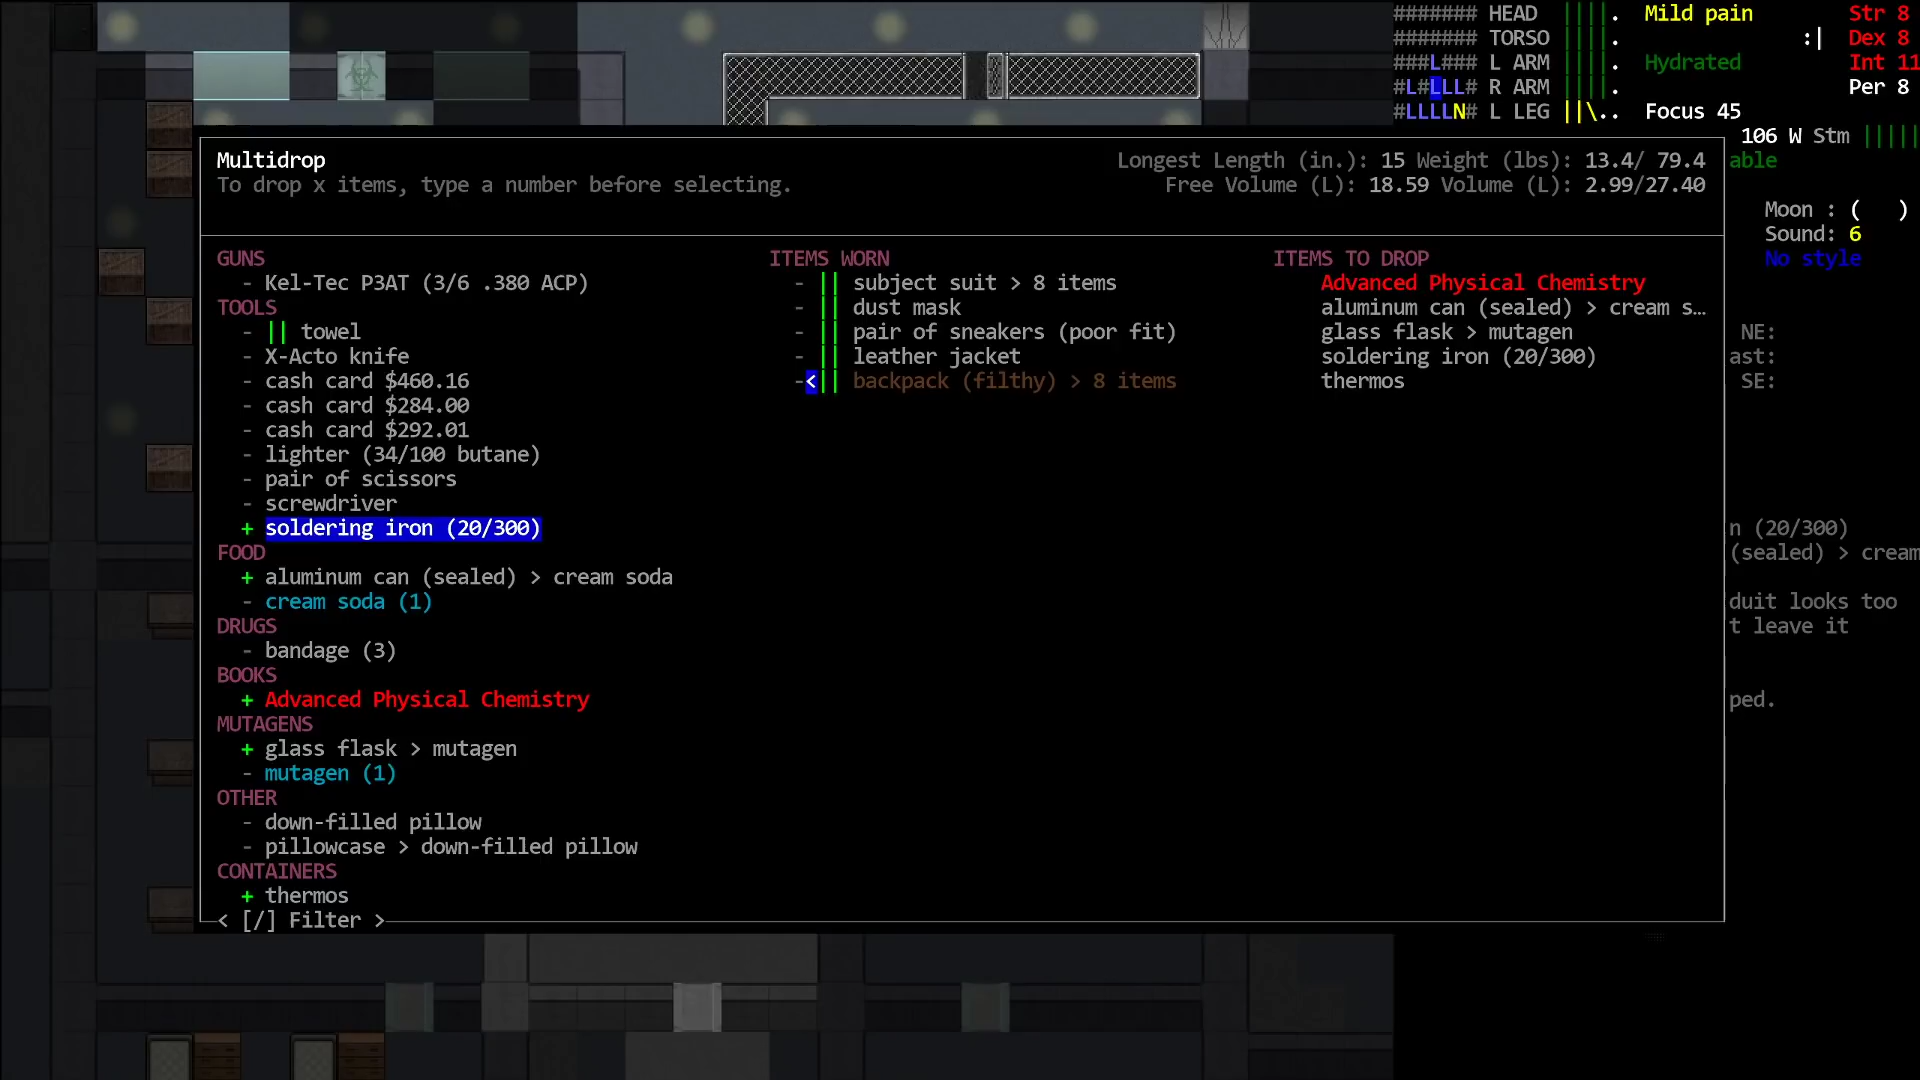 ####### HEAD ||||. Mild pain Str 8
####### TORSO ||||. :| Dex 8
###L### L ARM ||||. Hydrated Int 11
#L#LLL# R ARM ||||. Per 8
#LLLLN# L LEG ||\.. Focus 45
106 W Stm |||||
Multidrop Longest Length (in.): 15 Weight (lbs): 13.4/ 79.4
able
To drop x items, type a number before selecting. Free Volume (L): 18.59 Volume (L): 2.99/27.40
Moon : ( )
Sound: 6
No style
GUNS
- Kel-Tec P3AT (3/6 .380 ACP)
TOOLS
- || towel
- X-Acto knife
- cash card $460.16
- cash card $284.00
- cash card $292.01
- lighter (34/100 butane)
- pair of scissors
- screwdriver
+ soldering iron (20/300)
FOOD
+ aluminum can (sealed) > cream soda
- cream soda (1)
DRUGS
- bandage (3)
BOOKS
+ Advanced Physical Chemistry
MUTAGENS
+ glass flask > mutagen
- mutagen (1)
OTHER
- down-filled pillow
- pillowcase > down-filled pillow
CONTAINERS
+ thermos
< [/] Filter >
ITEMS WORN
- || subject suit > 8 items
- || dust mask
- || pair of sneakers (poor fit)
- || leather jacket
-<|| backpack (filthy) > 8 items
ITEMS TO DROP
Advanced Physical Chemistry
aluminum can (sealed) > cream s…
glass flask > mutagen
soldering iron (20/300)
thermos
NE:
ast:
SE:
n (20/300)
(sealed) > cream
duit looks too
t leave it
ped.